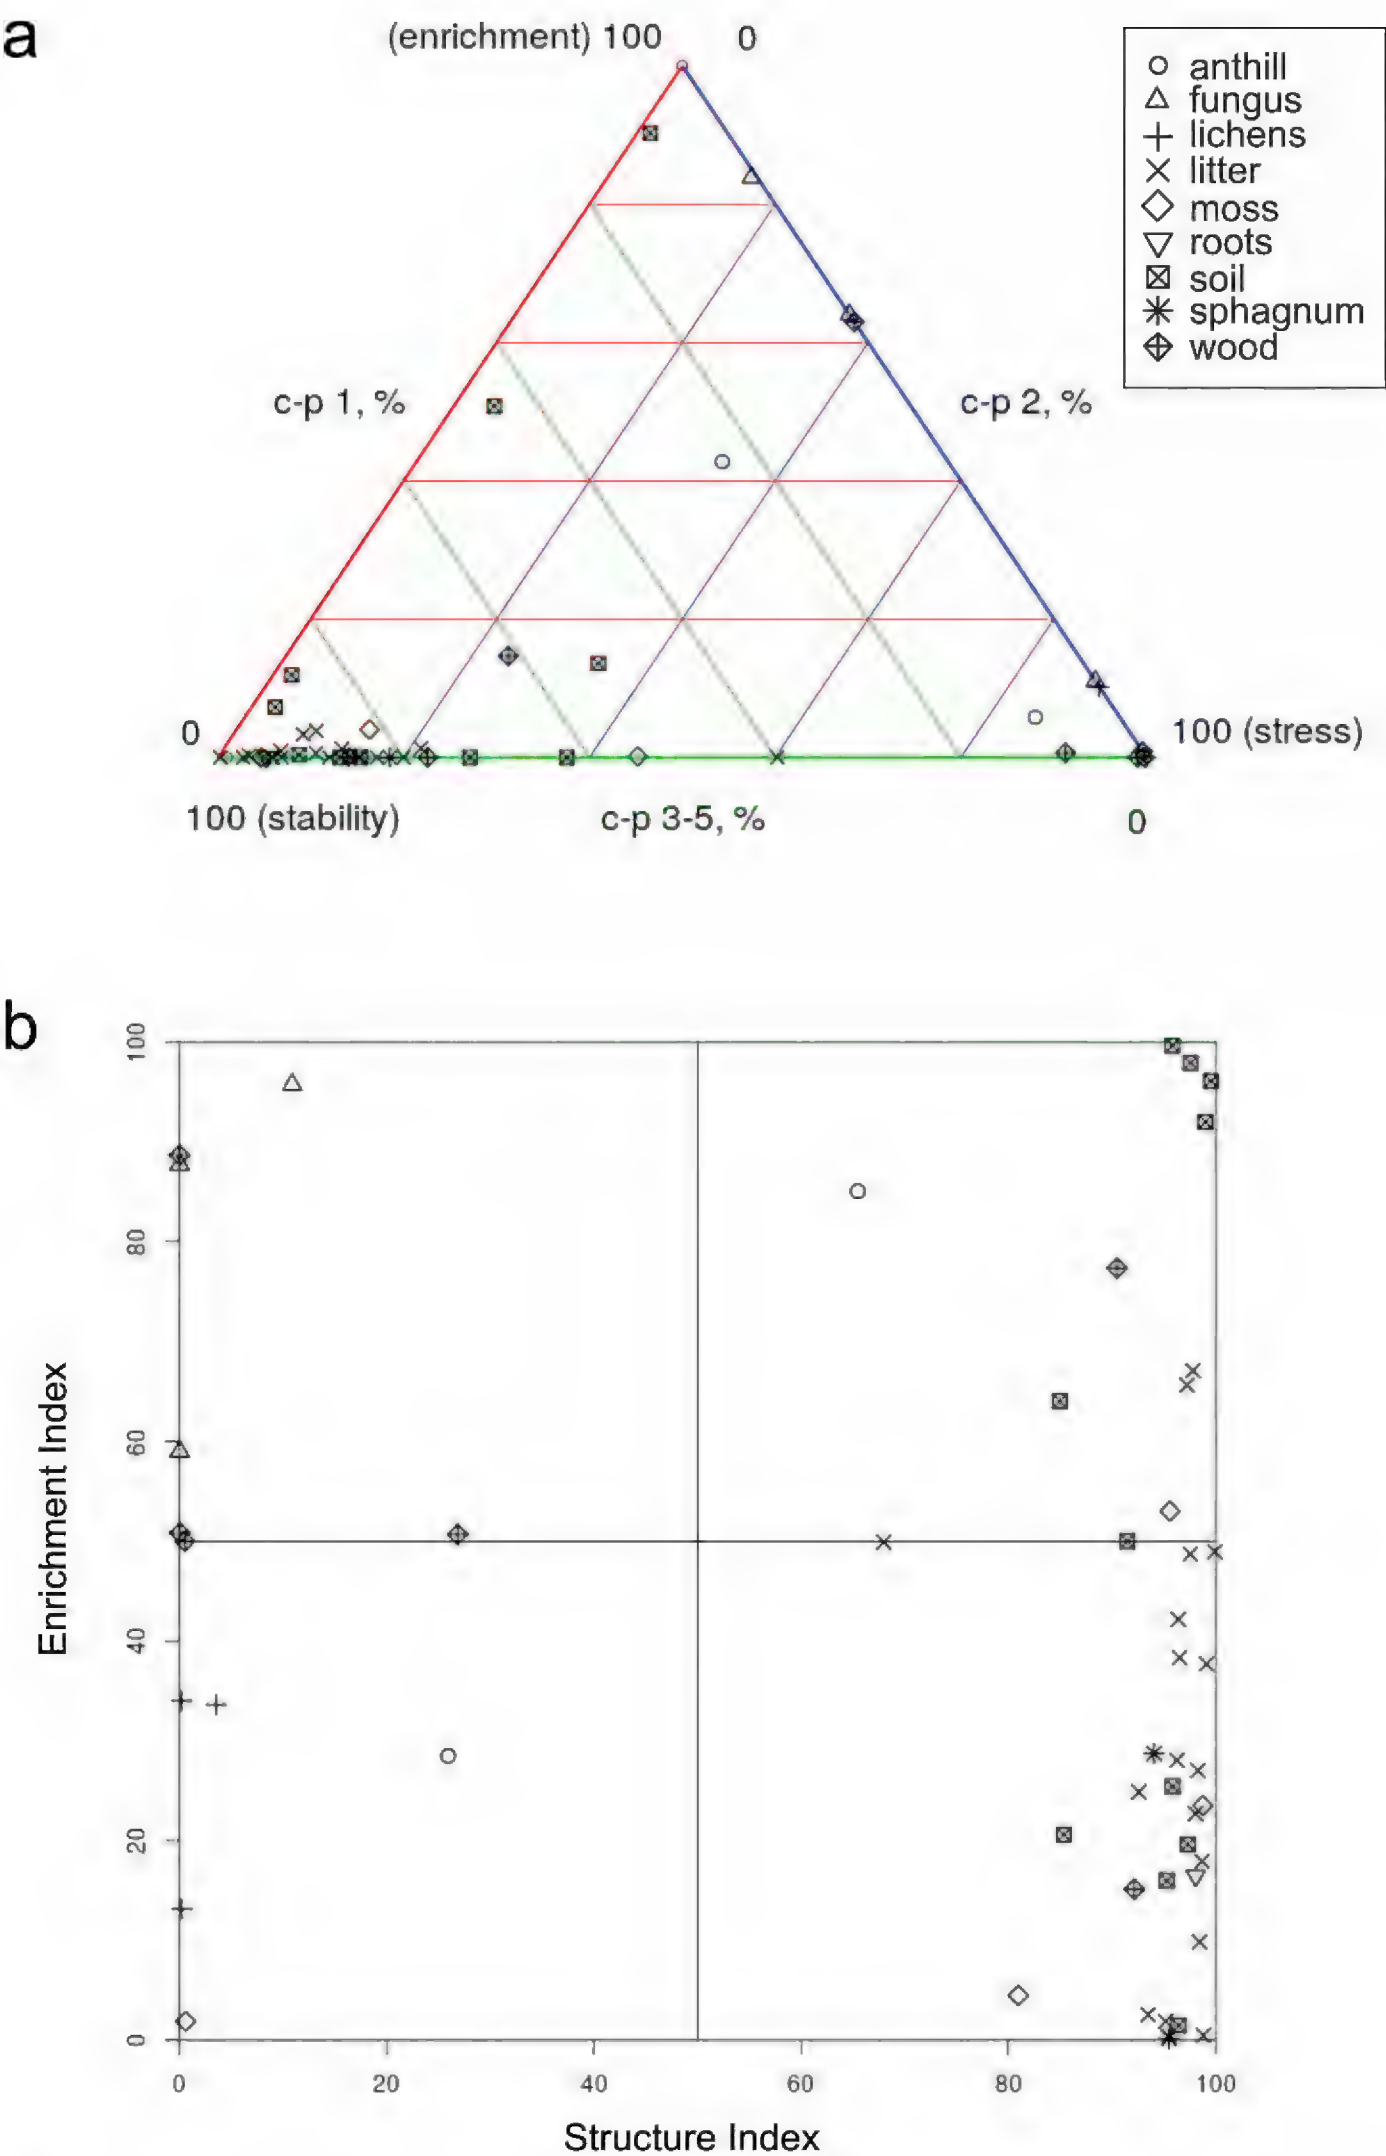 a
(enrichment) 100 0
anthill
fungus
lichens
litter
moss
roots
soil
sphagnum
wood
c-p 1, %
c-p 2, %
0
100 (stress)
100 (stability)
c-p 3-5, %
0
b
100
80
60
40
20
0
Enrichment Index
0 20 40 60 80 100
Structure Index